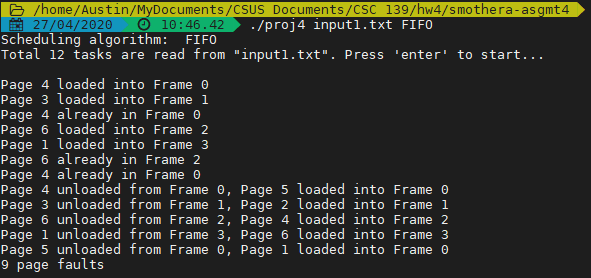 /home/Austin/MyDocuments/CSUS Documents/CSC 139/hw4/smothera-asgmt4
27/04/2020 10:46.42 ./proj4 input1.txt FIFO
Scheduling algorithm: FIFO
Total 12 tasks are read from "input1.txt". Press 'enter' to start...
Page 4 loaded into Frame 0
Page 3 loaded into Frame 1
Page 4 already in Frame 0
Page 6 loaded into Frame 2
Page 1 loaded into Frame 3
Page 6 already in Frame 2
Page 4 already in Frame 0
Page 4 unloaded from Frame 0, Page 5 loaded into Frame 0
Page 3 unloaded from Frame 1, Page 2 loaded into Frame 1
Page 6 unloaded from Frame 2, Page 4 loaded into Frame 2
Page 1 unloaded from Frame 3, Page 6 loaded into Frame 3
Page 5 unloaded from Frame 0, Page 1 loaded into Frame 0
9 page faults